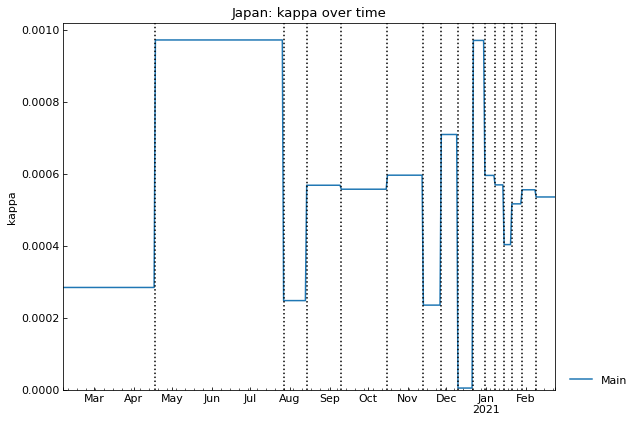 Japan: kappa over time
0.0010
0.0008
0.0006
0.0004
0.0002
0.0000
kappa
Mar Apr May Jun Jul Aug Sep Oct Nov Dec Jan Feb
2021
Main